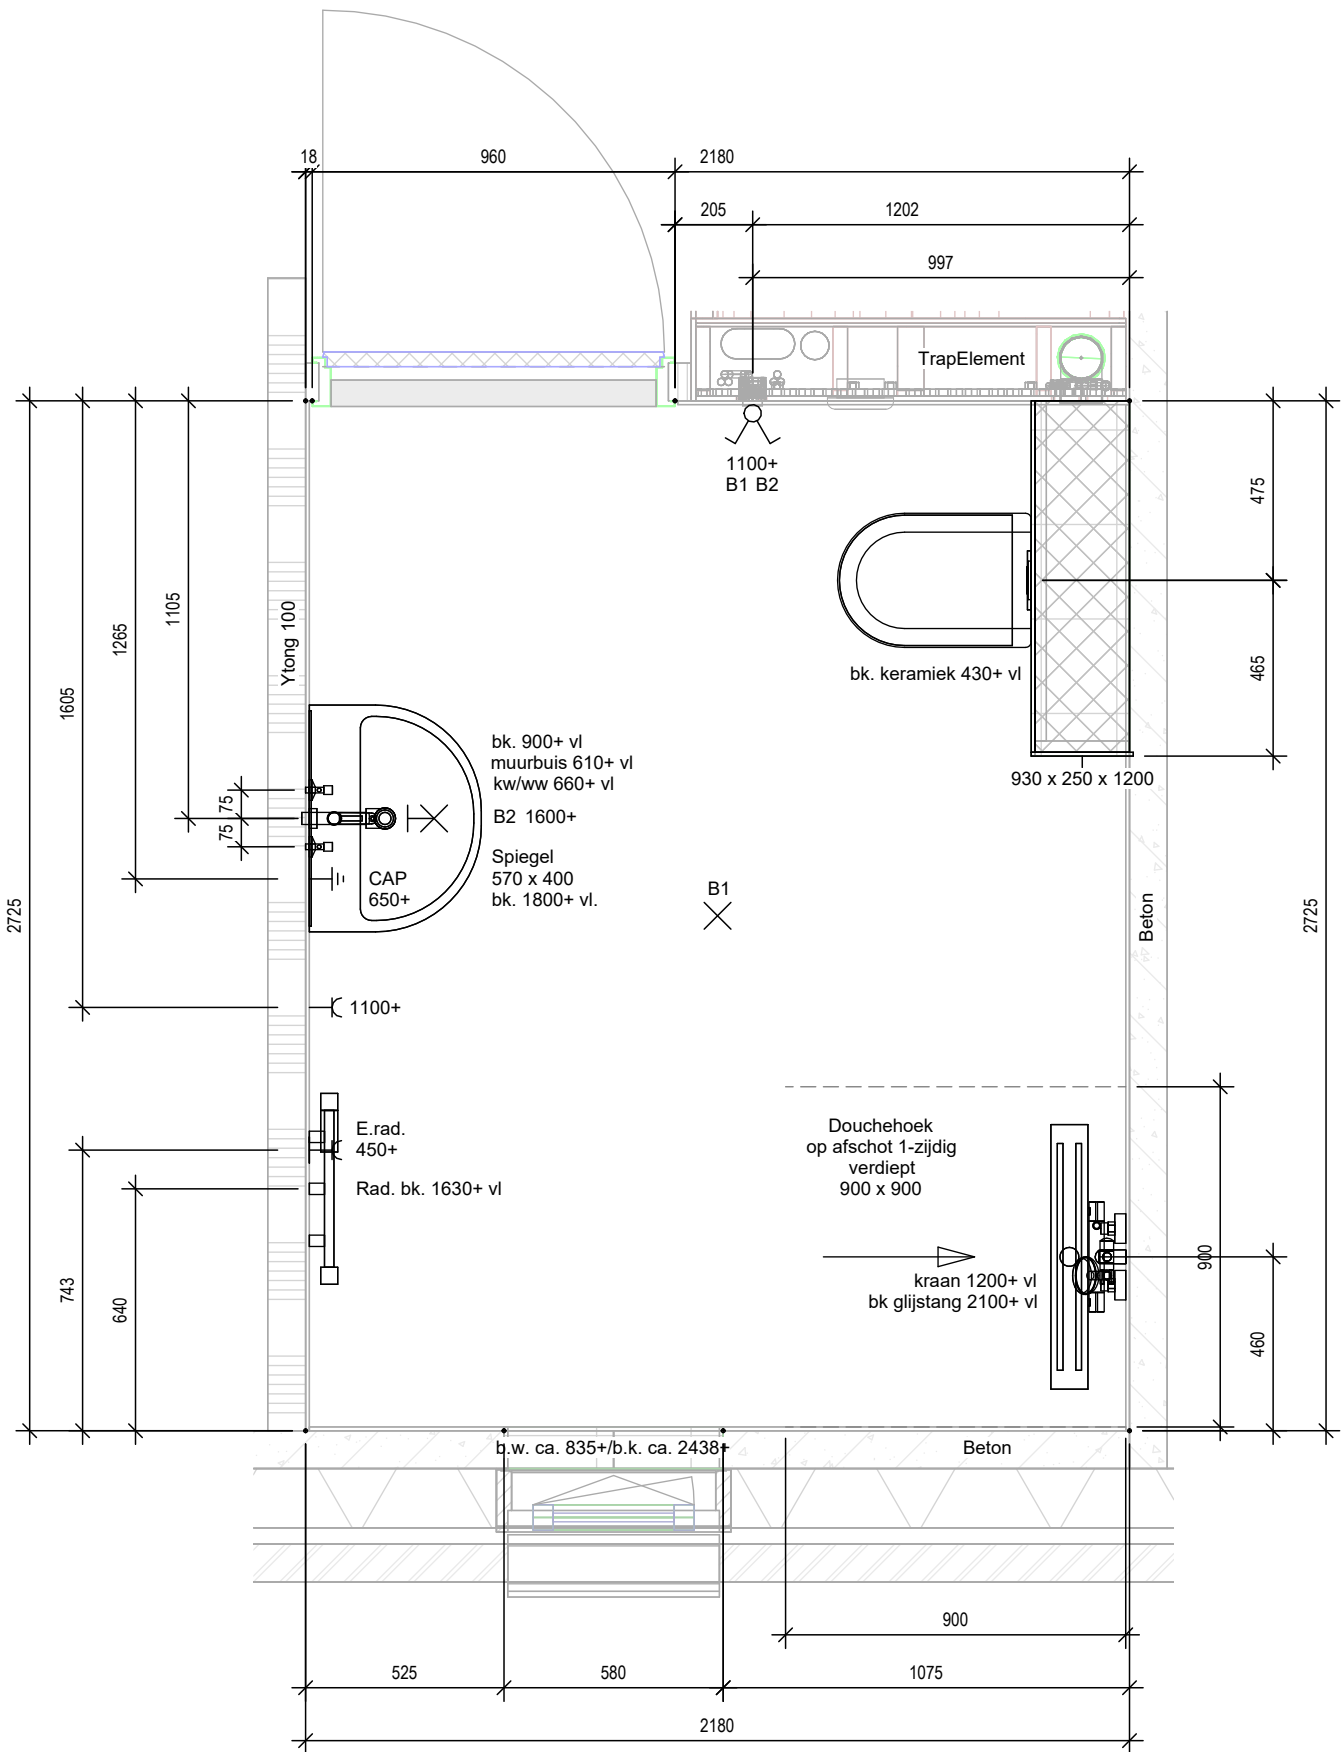 18
960
2180
205
1202
997
TrapElement
1100+
B1 B2
475
465
bk. keramiek 430+ vl
930 x 250 x 1200
Ytong 100
1105
1265
1605
2725
75
75
bk. 900+ vl
muurbuis 610+ vl
kw/ww 660+ vl
B2 1600+
Spiegel
570 x 400
bk. 1800+ vl.
CAP
650+
B1
Beton
2725
1100+
E.rad.
450+
Rad. bk. 1630+ vl
743
640
Douchehoek
op afschot 1-zijdig
verdiept
900 x 900
kraan 1200+ vl
bk glijstang 2100+ vl
900
460
b.w. ca. 835+/b.k. ca. 2438+
Beton
900
525
580
1075
2180